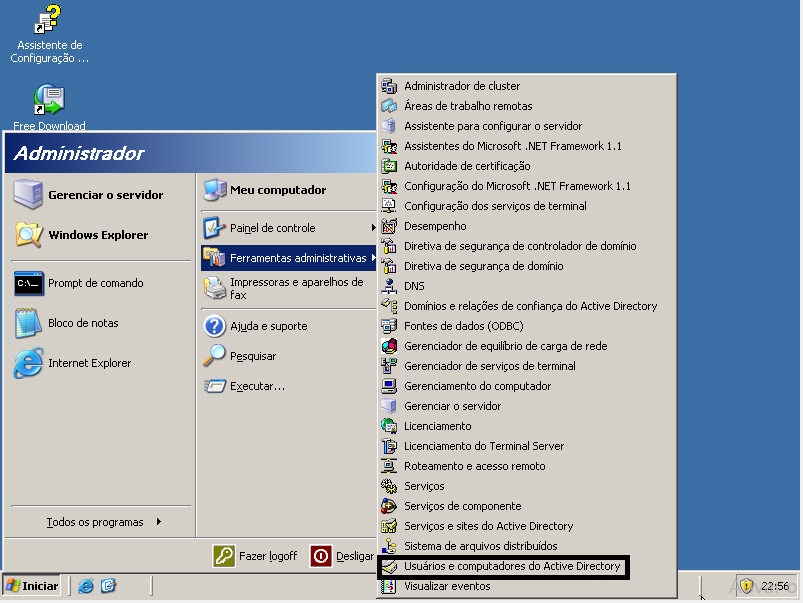 Assistente de
Configuração ...
Free Download
Administrador
Gerenciar o servidor
Windows Explorer
C:\_
Prompt de comando
Bloco de notas
Internet Explorer
Todos os programas
Meu computador
Painel de controle
Ferramentas administrativas
Impressoras e aparelhos de
fax
Ajuda e suporte
Pesquisar
Executar...
Fazer logoff
Desligar
Administrador de cluster
Áreas de trabalho remotas
Assistente para configurar o servidor
Assistentes do Microsoft .NET Framework 1.1
Autoridade de certificação
Configuração do Microsoft .NET Framework 1.1
Configuração dos serviços de terminal
Desempenho
Diretiva de segurança de controlador de domínio
Diretiva de segurança de domínio
DNS
Domínios e relações de confiança do Active Directory
Fontes de dados (ODBC)
Gerenciador de equilíbrio de carga de rede
Gerenciador de serviços de terminal
Gerenciamento do computador
Gerenciar o servidor
Licenciamento
Licenciamento do Terminal Server
Roteamento e acesso remoto
Serviços
Serviços de componente
Serviços e sites do Active Directory
Sistema de arquivos distribuídos
Usuários e computadores do Active Directory
Visualizar eventos
Iniciar
22:56